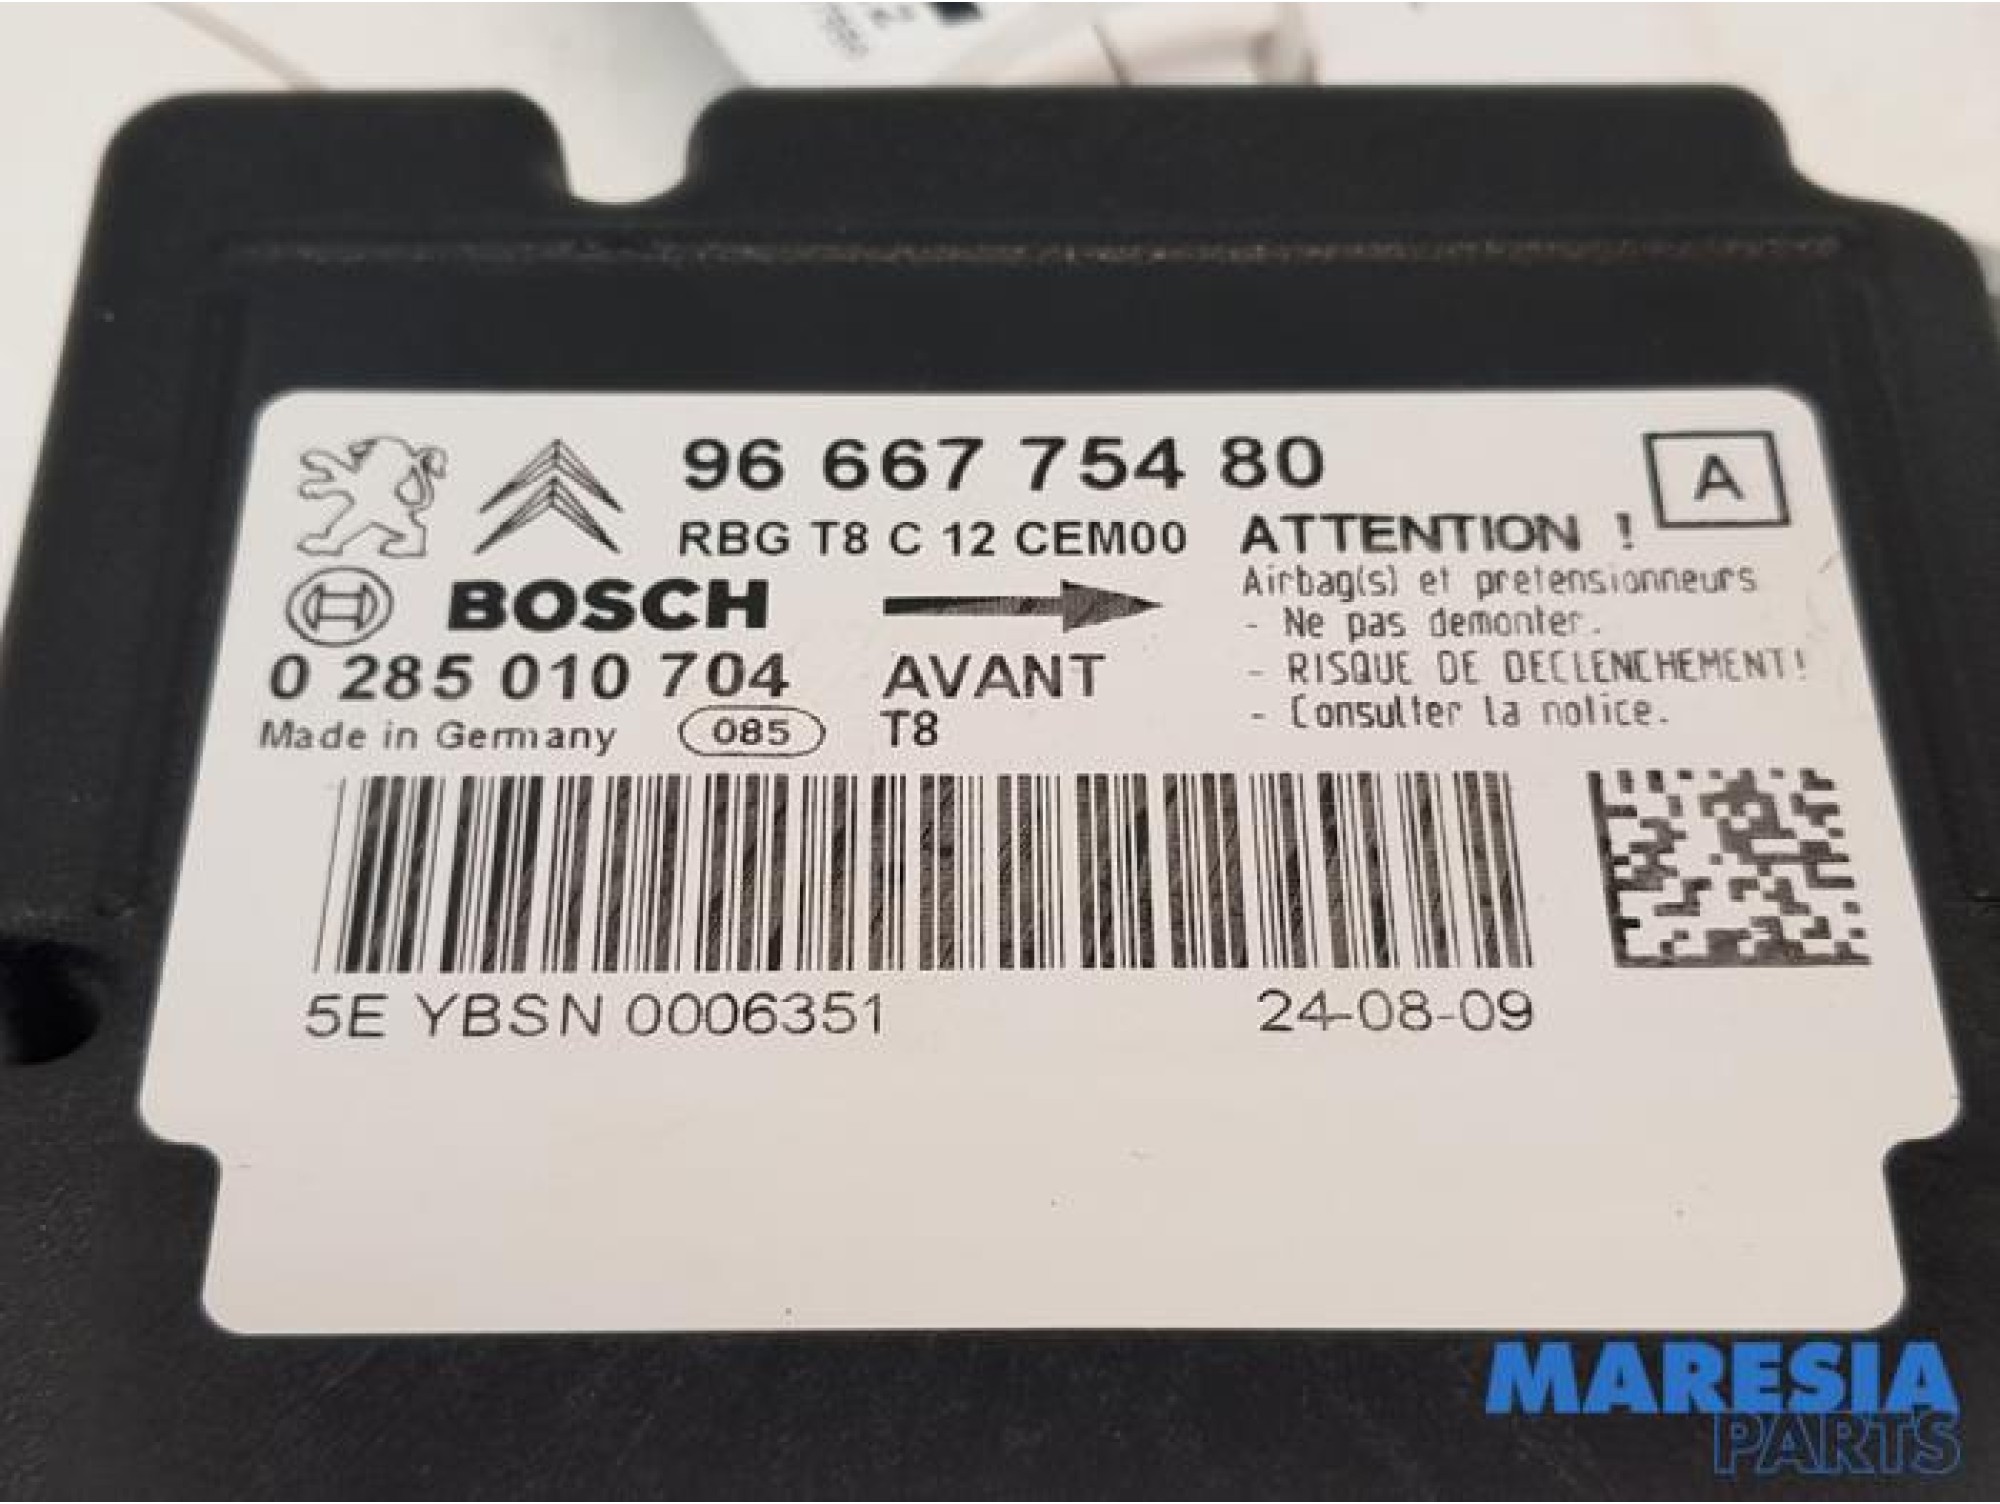 96 667 754 80
A
RBG T8 C 12 CEM00
ATTENTION !
BOSCH
Airbag(s) et pretensionneurs
- Ne pas demonter.
0 285 010 704
AVANT
- RISQUE DE DECLENCHEMENT!
Made in Germany
085
T8
- Consulter la notice.
5E YBSN 0006351
24-08-09
MARESIA
PARTS